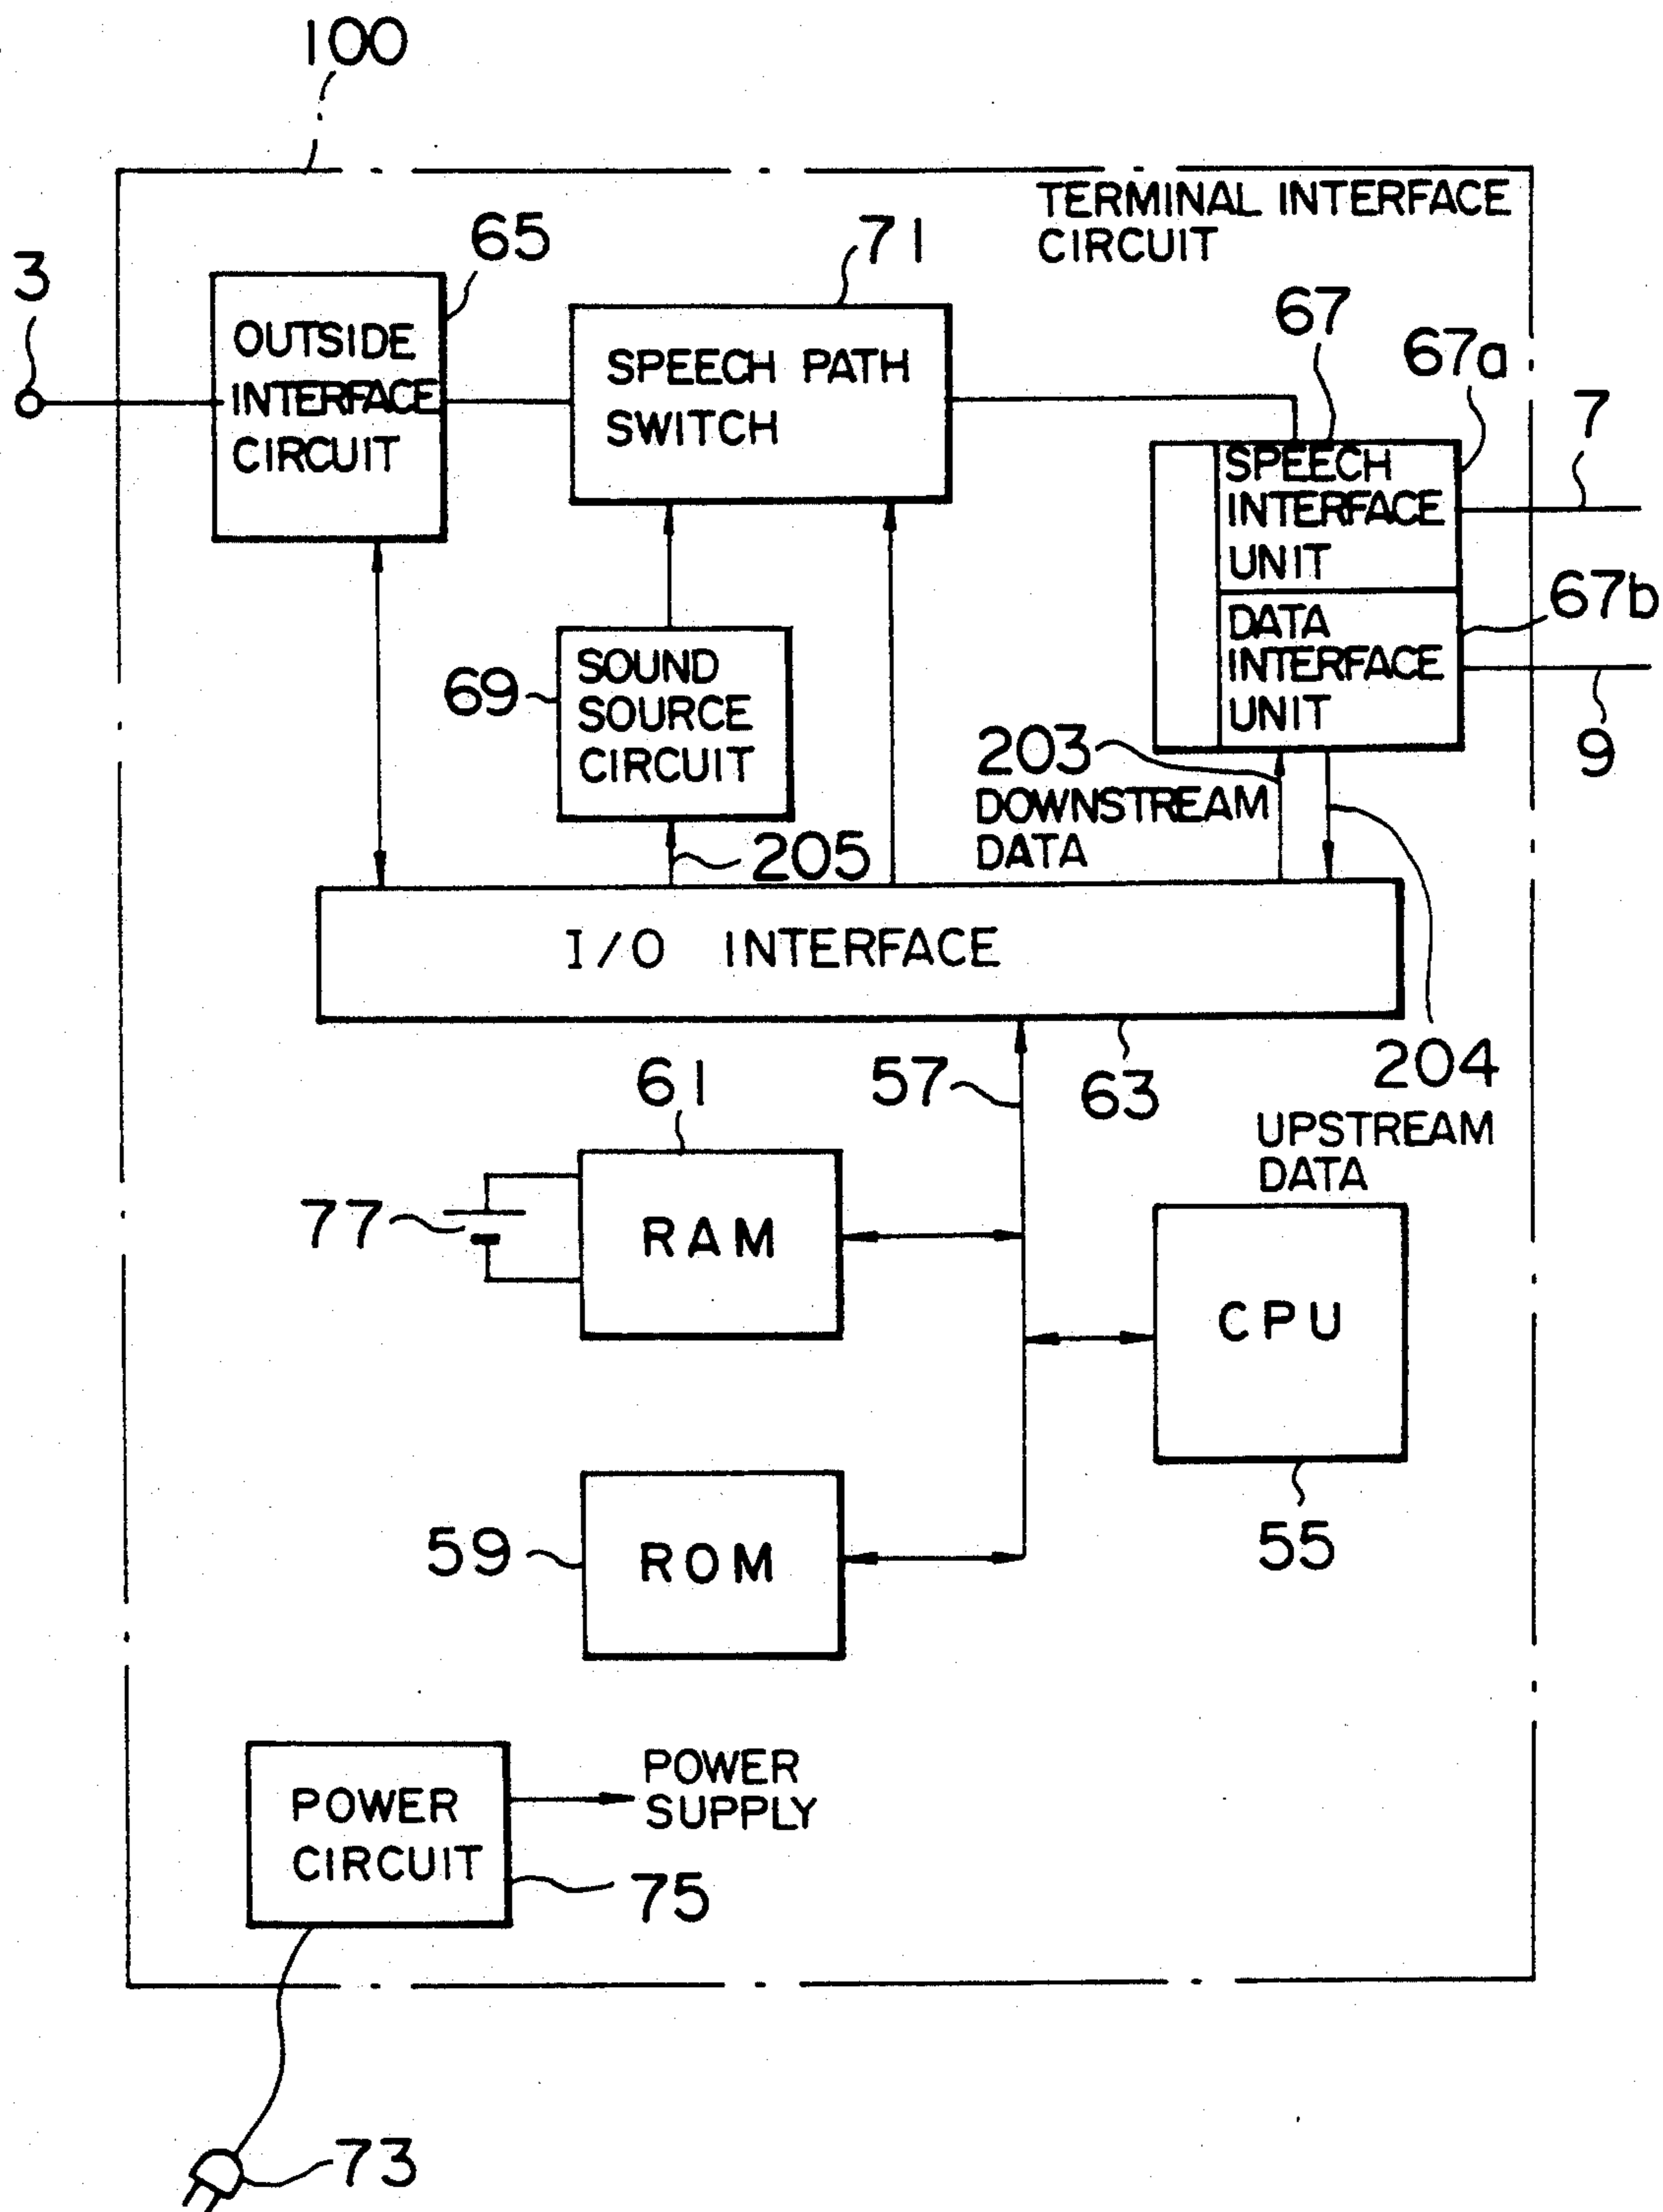 100
TERMINAL INTERFACE
CIRCUIT
3
65
71
67
67a
7
OUTSIDE
INTERFACE
CIRCUIT
SPEECH PATH
SWITCH
SPEECH
INTERFACE
UNIT
67b
DATA
INTERFACE
UNIT
9
69
SOUND
SOURCE
CIRCUIT
203
DOWNSTREAM
DATA
205
I/O INTERFACE
204
UPSTREAM
DATA
61
57
63
77
RAM
CPU
55
59
ROM
POWER
CIRCUIT
POWER
SUPPLY
75
73